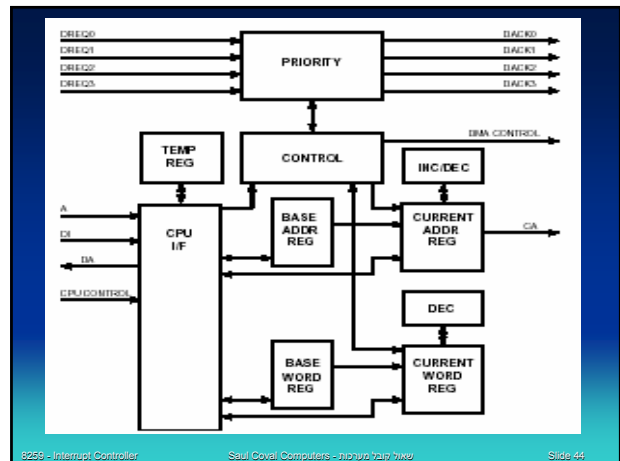 DREQ0
DREQ1
DREQ2
DREQ3
PRIORITY
DACK0
DACK1
DACK2
DACK3
DMA CONTROL
TEMP
REG
CONTROL
INC/DEC
A
DI
DA
CPU CONTROL
CPU
I/F
BASE
ADDR
REG
CURRENT
ADDR
REG
CA
DEC
BASE
WORD
REG
CURRENT
WORD
REG
8259 - Interrupt Controller
Saul Coval Computers - שאול קובל מערכות
Slide 44